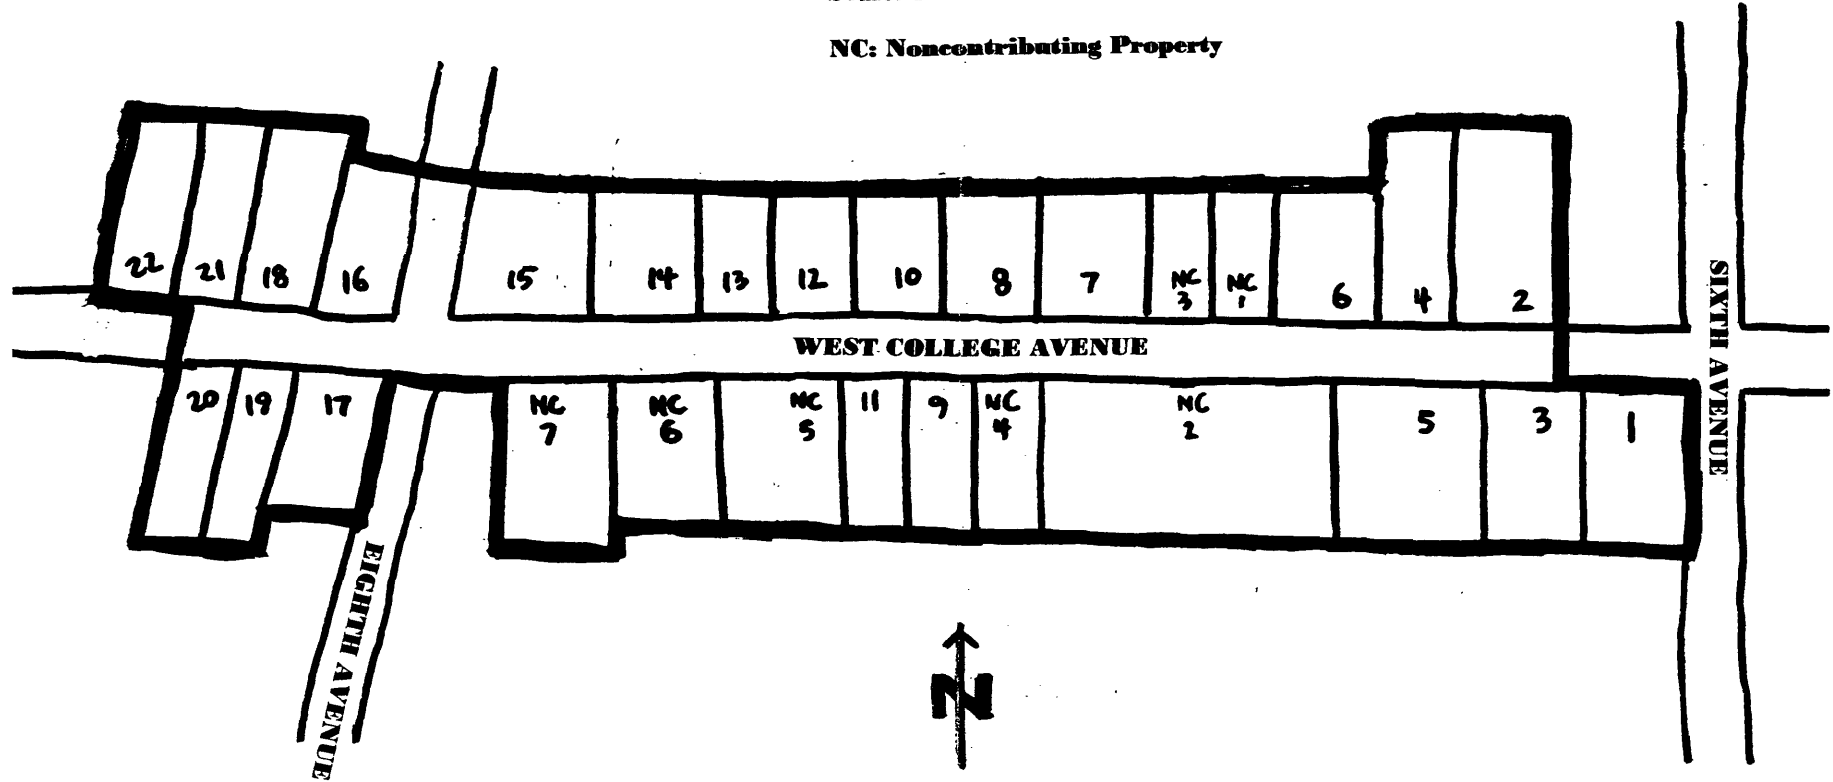 NC: Noncontributing Property
22 21 18 16 15 14 13 12 10 8 7 NC 3 NC 1 6 4 2
WEST COLLEGE AVENUE
SIXTH AVENUE
20 19 17 NC 7 NC 6 NC 5 11 9 NC 4 NC 2 5 3 1
EIGHTH AVENUE
N